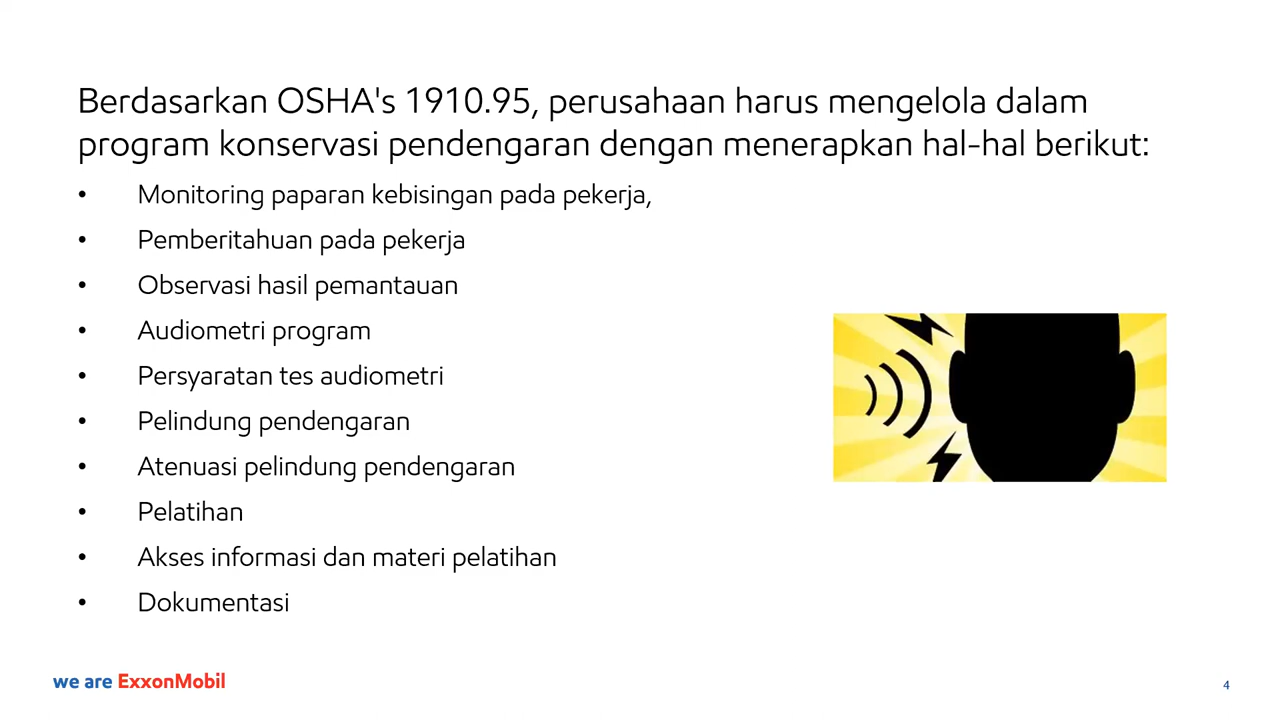 Berdasarkan OSHA's 1910.95, perusahaan harus mengelola dalam
program konservasi pendengaran dengan menerapkan hal-hal berikut:
• Monitoring paparan kebisingan pada pekerja,
• Pemberitahuan pada pekerja
• Observasi hasil pemantauan
• Audiometri program
• Persyaratan tes audiometri
• Pelindung pendengaran
• Atenuasi pelindung pendengaran
• Pelatihan
• Akses informasi dan materi pelatihan
• Dokumentasi
we are ExxonMobil
4